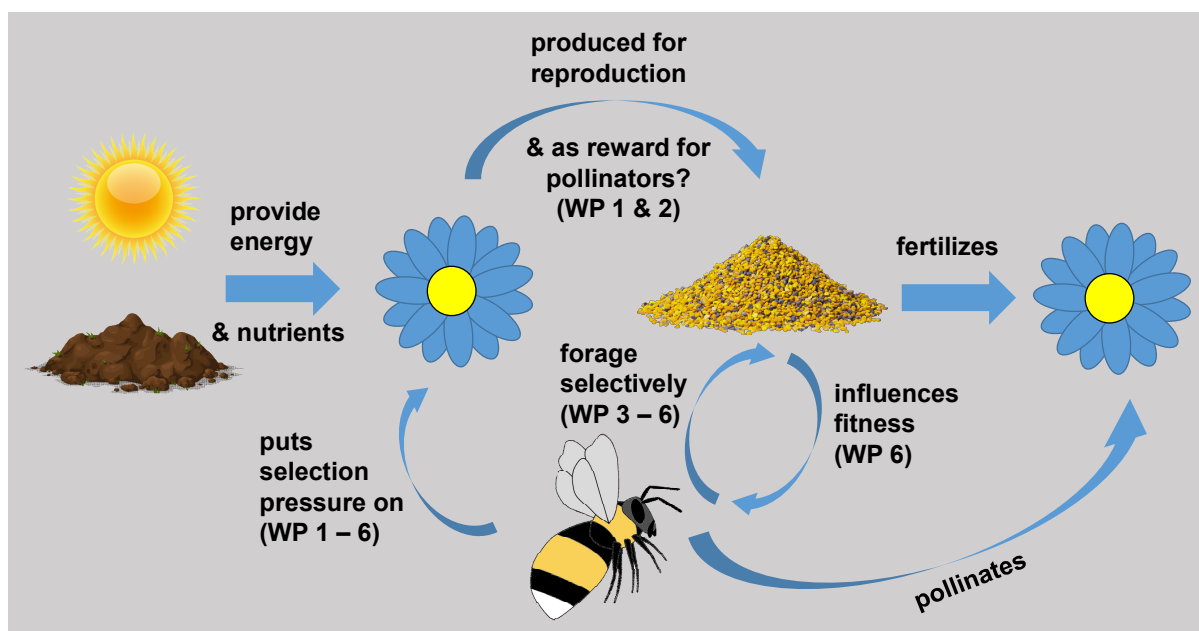 produced for
reproduction
& as reward for
pollinators?
(WP 1 & 2)
provide
energy
& nutrients
fertilizes
forage
selectively
(WP 3 – 6)
influences
fitness
(WP 6)
puts
selection
pressure on
(WP 1 – 6)
pollinates